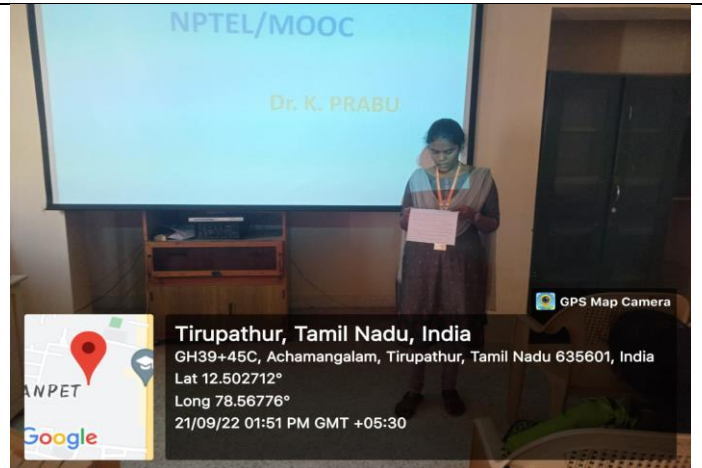 NPTEL/MOOC
Dr. K. PRABU
GPS Map Camera
Tirupathur, Tamil Nadu, India
GH39+45C, Achamangalam, Tirupathur, Tamil Nadu 635601, India
Lat 12.502712°
Long 78.56776°
21/09/22 01:51 PM GMT +05:30
ANPET
Google